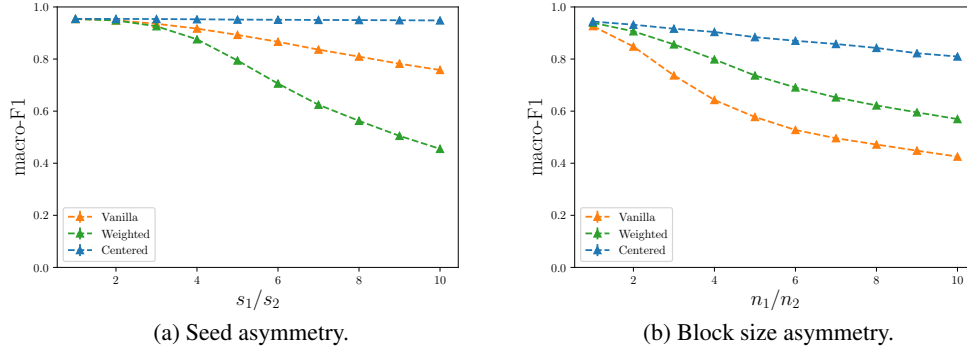 macro-F1
1.0
0.8
0.6
0.4
0.2
0.0
Vanilla
Weighted
Centered
2 4 6 8 10
s₁/s₂
(a) Seed asymmetry.
macro-F1
1.0
0.8
0.6
0.4
0.2
0.0
Vanilla
Weighted
Centered
2 4 6 8 10
n₁/n₂
(b) Block size asymmetry.